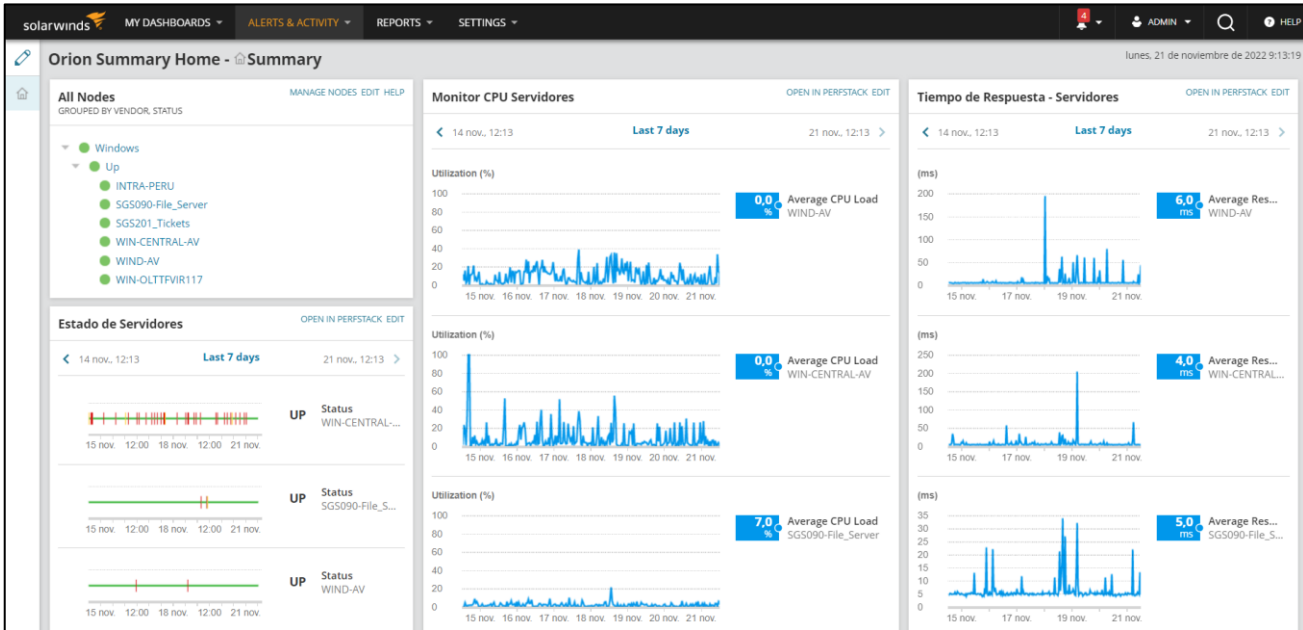 solarwinds MY DASHBOARDS ALERTS & ACTIVITY REPORTS SETTINGS 4 ADMIN ? HELP
Orion Summary Home - Summary
lunes, 21 de noviembre de 2022 9:13:19
All Nodes
MANAGE NODES EDIT HELP
GROUPED BY VENDOR, STATUS
Windows
Up
INTRA-PERU
SGS090-File_Server
SGS201_Tickets
WIN-CENTRAL-AV
WIND-AV
WIN-OLTTFVIR117
Estado de Servidores
OPEN IN PERFSTACK EDIT
14 nov., 12:13 Last 7 days 21 nov., 12:13
UP Status
WIN-CENTRAL-...
15 nov. 12:00 18 nov. 12:00 21 nov.
UP Status
SGS090-File_S...
15 nov. 12:00 18 nov. 12:00 21 nov.
UP Status
WIND-AV
15 nov. 12:00 18 nov. 12:00 21 nov.
Monitor CPU Servidores
OPEN IN PERFSTACK EDIT
14 nov., 12:13 Last 7 days 21 nov., 12:13
Utilization (%)
100
80
60
40
20
0
15 nov. 16 nov. 17 nov. 18 nov. 19 nov. 20 nov. 21 nov.
0,0 % Average CPU Load
WIND-AV
Utilization (%)
100
80
60
40
20
0
15 nov. 16 nov. 17 nov. 18 nov. 19 nov. 20 nov. 21 nov.
0,0 % Average CPU Load
WIN-CENTRAL-AV
Utilization (%)
100
80
60
40
20
0
15 nov. 16 nov. 17 nov. 18 nov. 19 nov. 20 nov. 21 nov.
7,0 % Average CPU Load
SGS090-File_Server
Tiempo de Respuesta - Servidores
OPEN IN PERFSTACK EDIT
14 nov., 12:13 Last 7 days 21 nov., 12:13
(ms)
200
150
100
50
0
15 nov. 17 nov. 19 nov. 21 nov.
6,0 ms Average Res...
WIND-AV
(ms)
250
200
150
100
50
0
15 nov. 17 nov. 19 nov. 21 nov.
4,0 ms Average Res...
WIN-CENTRAL...
(ms)
35
30
25
20
15
10
5
0
15 nov. 17 nov. 19 nov. 21 nov.
5,0 ms Average Res...
SGS090-File_S...